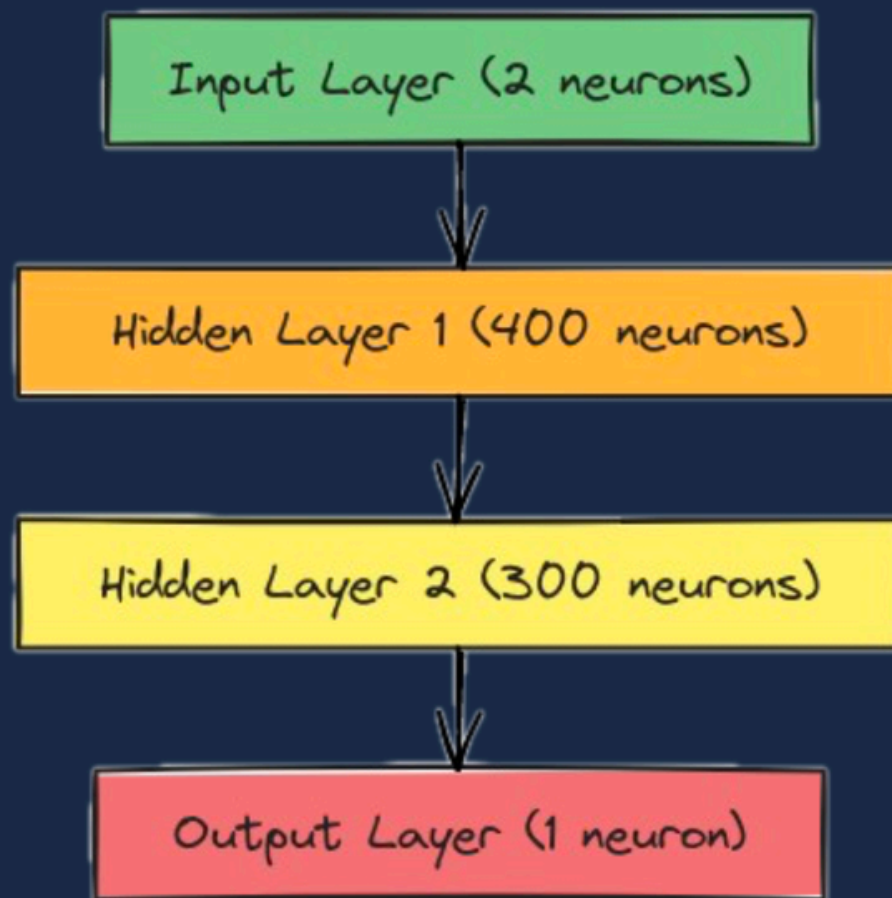 Input Layer (2 neurons)
Hidden Layer 1 (400 neurons)
Hidden Layer 2 (300 neurons)
Output Layer (1 neuron)